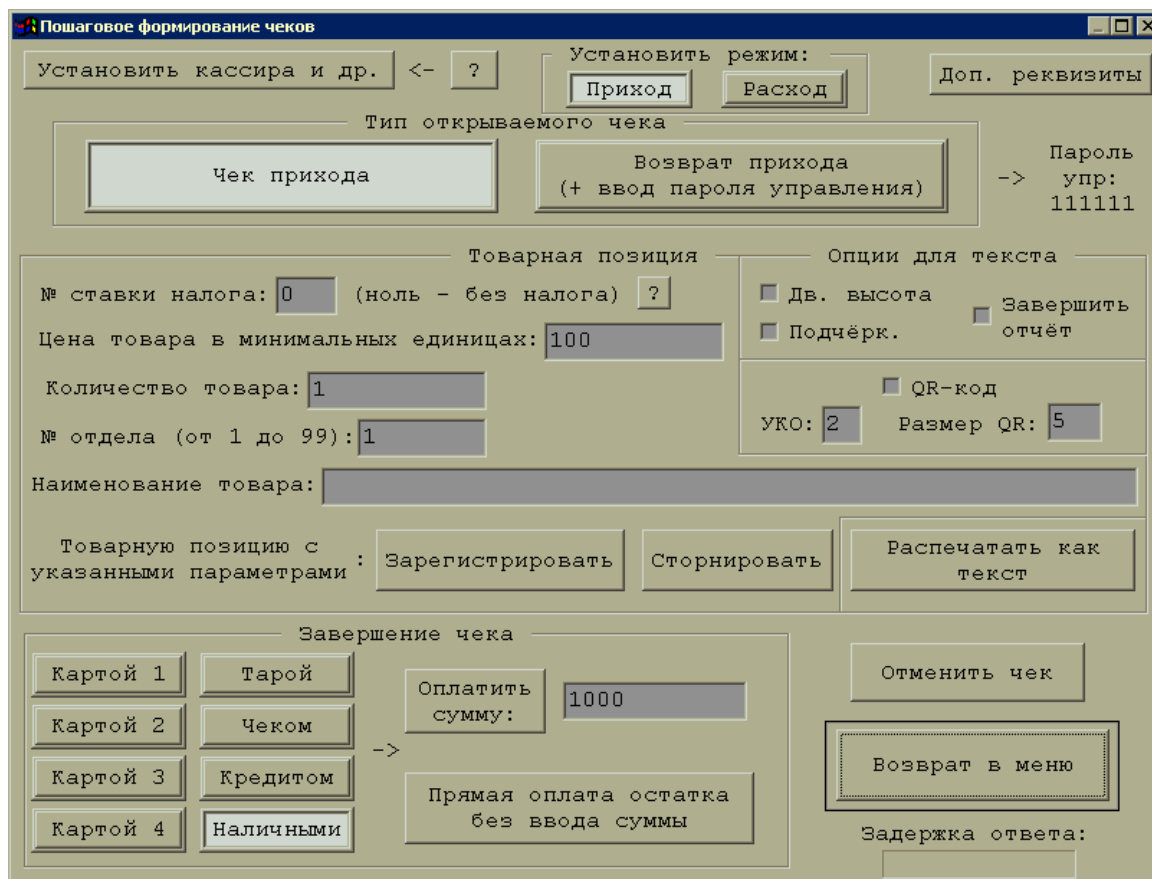 Пошаговое формирование чеков
Установить кассира и др. <- ?
Установить режим:
Приход Расход
Доп. реквизиты
Тип открываемого чека
Чек прихода
Возврат прихода
(+ ввод пароля управления)
-> Пароль
упр:
111111
Товарная позиция
№ ставки налога: 0 (ноль - без налога) ?
Цена товара в минимальных единицах: 100
Количество товара: 1
№ отдела (от 1 до 99): 1
Опции для текста
Дв. высота
Подчёрк.
Завершить
отчёт
QR-код
УКО: 2 Размер QR: 5
Наименование товара:
Товарную позицию с
указанными параметрами :
Зарегистрировать
Сторнировать
Распечатать как
текст
Завершение чека
Картой 1 Тарой
Картой 2 Чеком
Картой 3 Кредитом
Картой 4 Наличными
->
Оплатить
сумму:
1000
Прямая оплата остатка
без ввода суммы
Отменить чек
Возврат в меню
Задержка ответа: